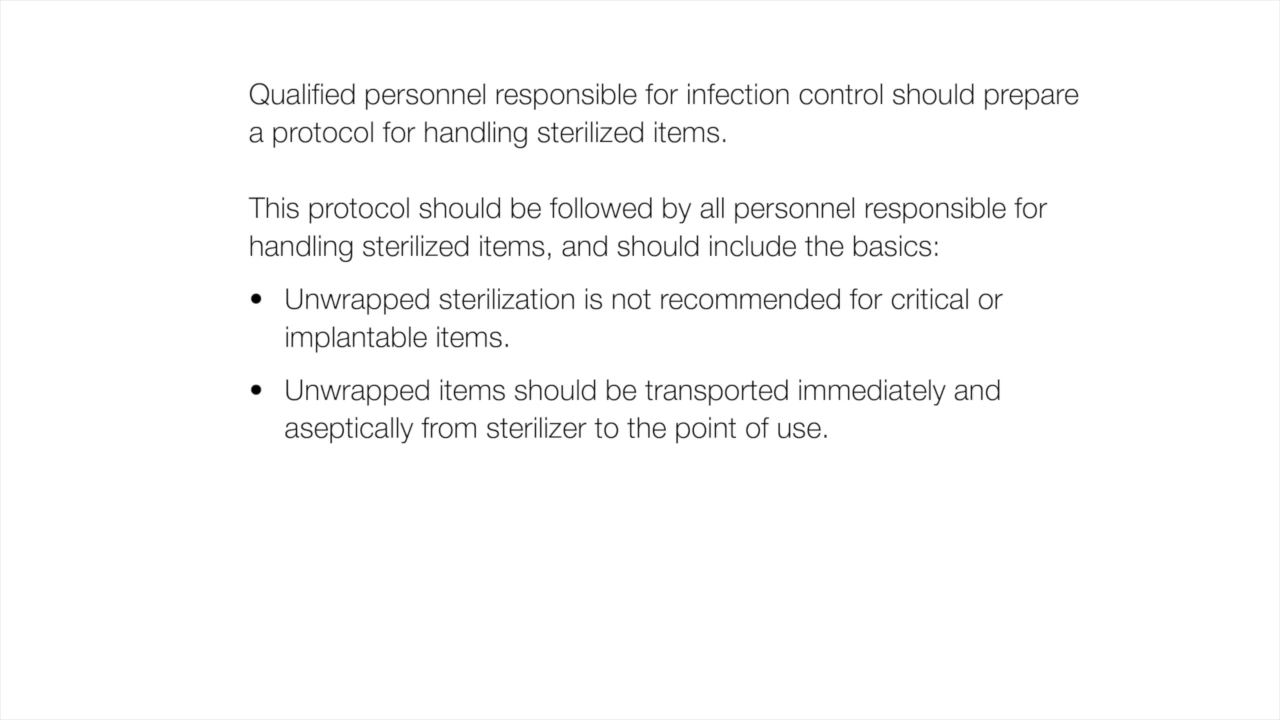 Qualified personnel responsible for infection control should prepare
a protocol for handling sterilized items.
This protocol should be followed by all personnel responsible for
handling sterilized items, and should include the basics:
• Unwrapped sterilization is not recommended for critical or
implantable items.
• Unwrapped items should be transported immediately and
aseptically from sterilizer to the point of use.